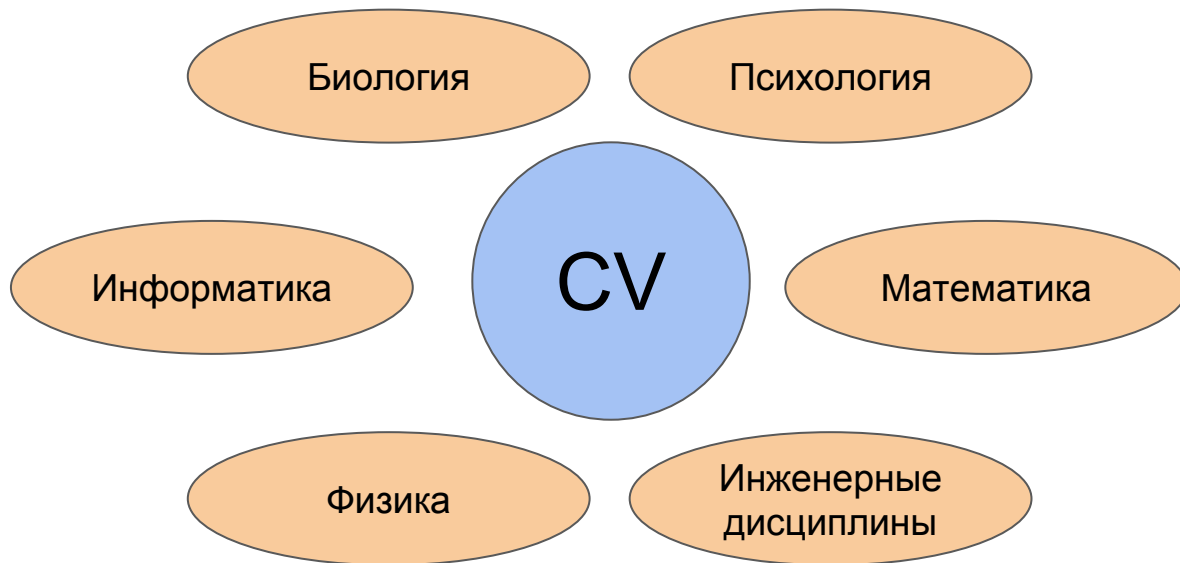 Биология
Психология
Информатика
CV
Математика
Физика
Инженерные
дисциплины